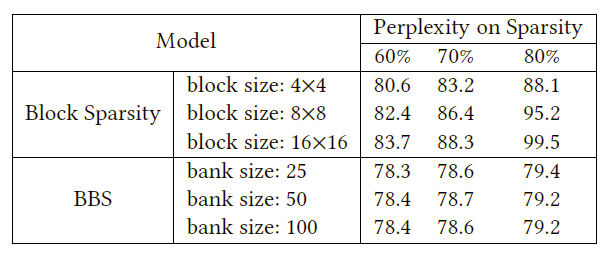 Model Perplexity on Sparsity
60% 70% 80%
Block Sparsity block size: 4×4 80.6 83.2 88.1
block size: 8×8 82.4 86.4 95.2
block size: 16×16 83.7 88.3 99.5
BBS bank size: 25 78.3 78.6 79.4
bank size: 50 78.4 78.7 79.2
bank size: 100 78.4 78.6 79.2